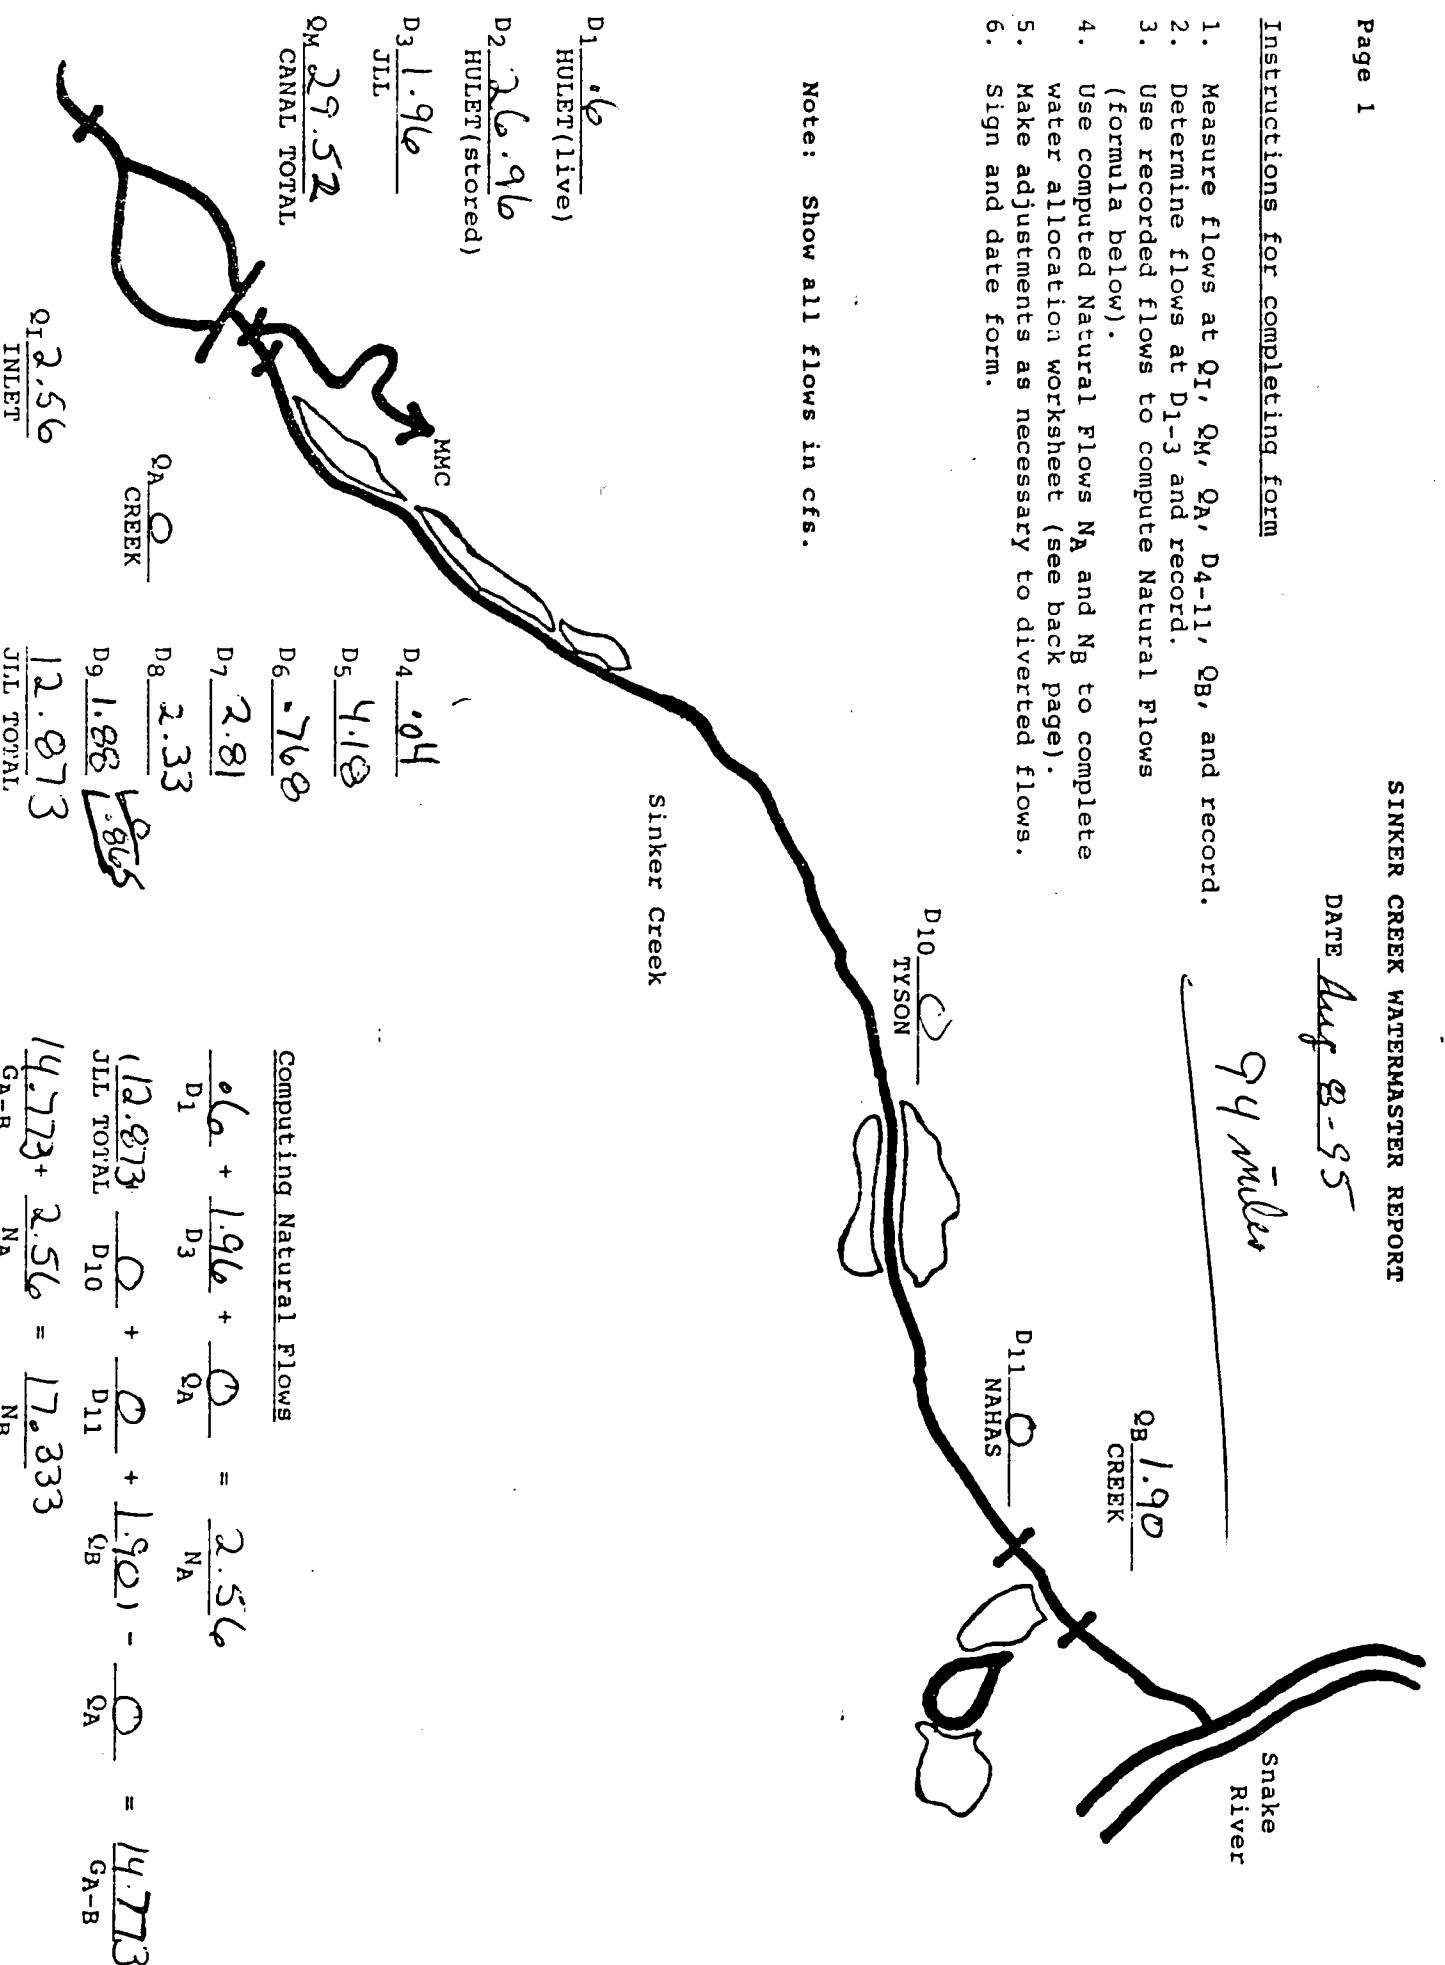 Page 1
SINKER CREEK WATERMASTER REPORT
DATE Aug 8-95
94 miles
Instructions for completing form
1. Measure flows at QI, QM, QA, D4-11, QB, and record.
2. Determine flows at D1-3 and record.
3. Use recorded flows to compute Natural Flows
(formula below).
4. Use computed Natural Flows NA and NB to complete
water allocation worksheet (see back page).
5. Make adjustments as necessary to diverted flows.
6. Sign and date form.
Note: Show all flows in cfs.
QB 1.90
CREEK
Snake
River
D11 0
NAHAS
D10 0
TYSON
Sinker Creek
D1 .6
HULET(live)
D2 26.96
HULET(stored)
D3 1.96
JLL
QM 29.52
CANAL TOTAL
MMC
QI 2.56
INLET
QA 0
CREEK
D4 .04
D5 4.18
D6 .768
D7 2.81
D8 2.33
D9 1.88 .865
12.873
JLL TOTAL
Computing Natural Flows
.6 + 1.96 + 0 = 2.56
D1 D3 QA NA
(12.873+ 0 + 0 + 1.90) - 0 = 14.773
JLL TOTAL D10 D11 QB QA GA-B
14.773+ 2.56 = 17.333
GA-B NA NB